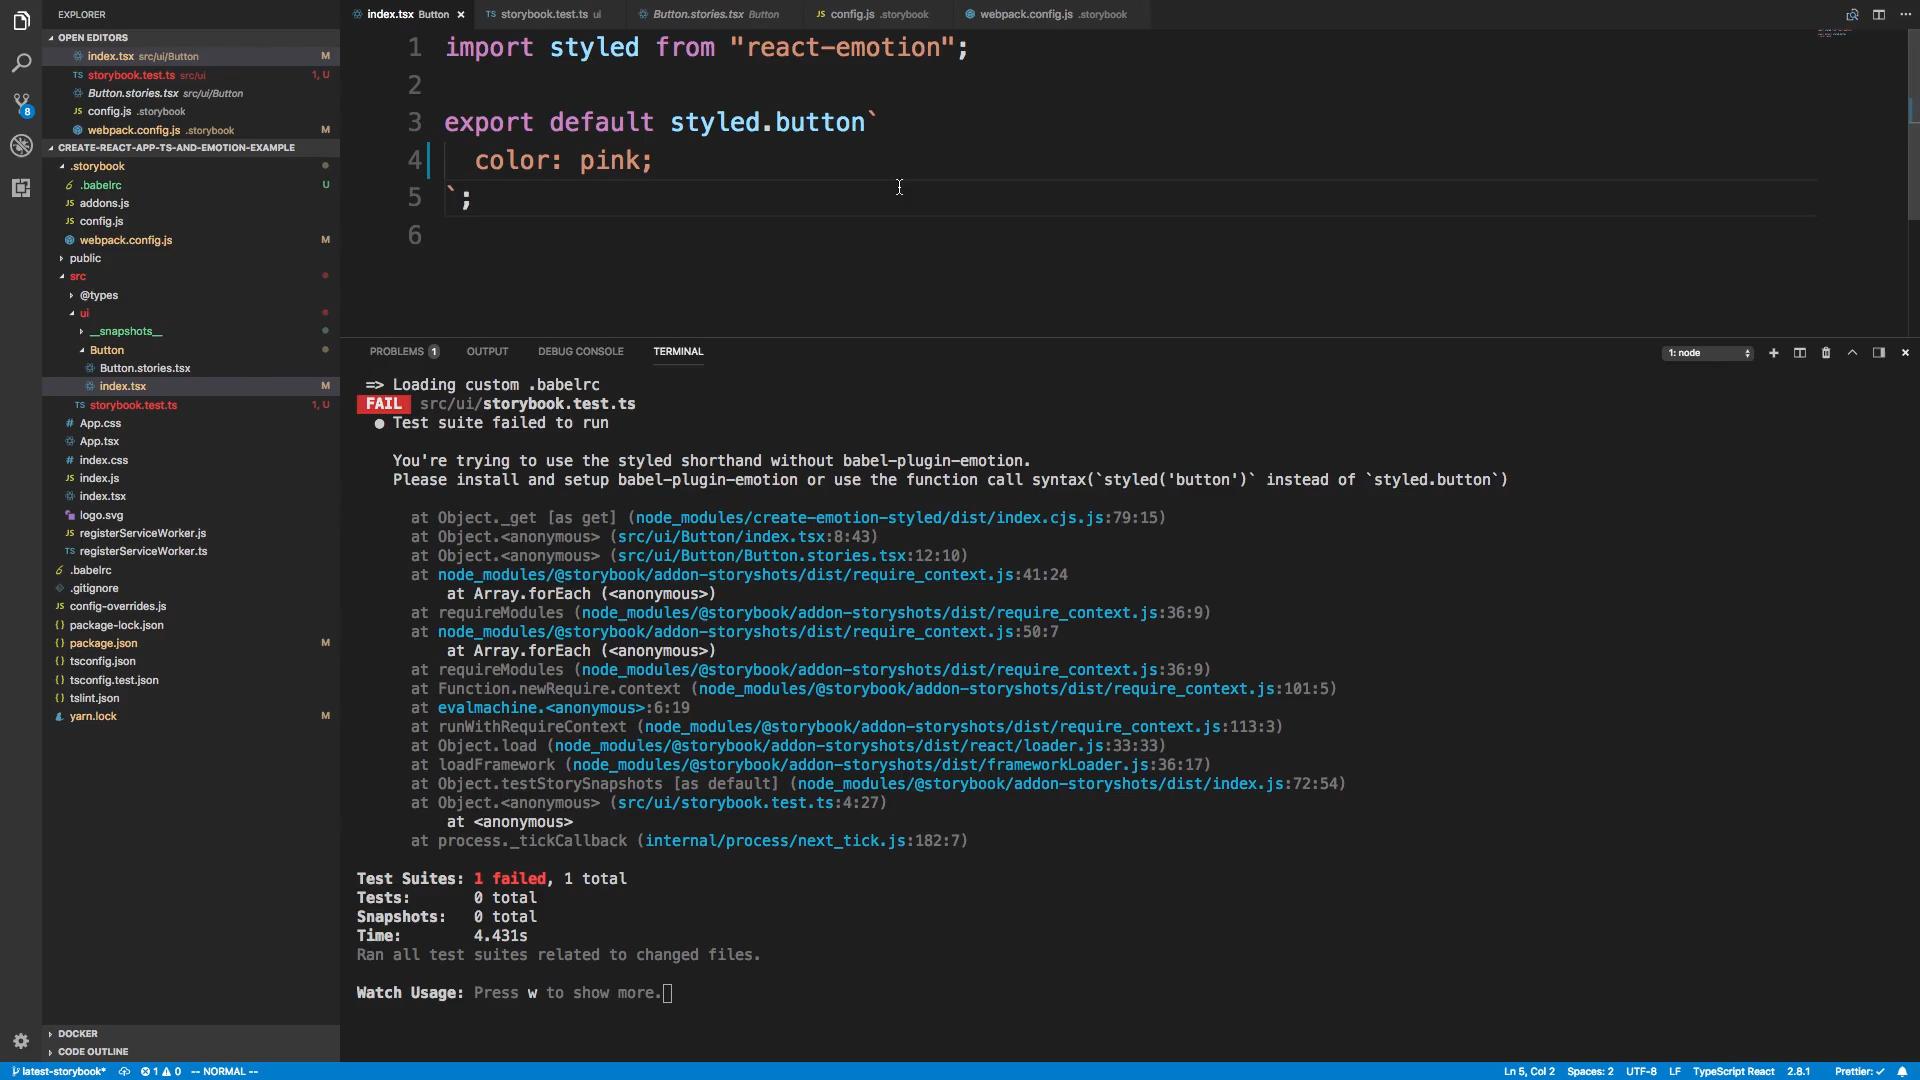 EXPLORER
OPEN EDITORS
index.tsx src/ui/Button M
TS storybook.test.ts src/ui 1, U
Button.stories.tsx src/ui/Button
JS config.js .storybook
webpack.config.js .storybook M
CREATE-REACT-APP-TS-AND-EMOTION-EXAMPLE
.storybook
.babelrc U
JS addons.js
JS config.js
webpack.config.js M
public
src
@types
ui
__snapshots__
Button
Button.stories.tsx
index.tsx M
TS storybook.test.ts 1, U
# App.css
App.tsx
# index.css
JS index.js
index.tsx
logo.svg
JS registerServiceWorker.js
TS registerServiceWorker.ts
.babelrc
.gitignore
JS config-overrides.js
{} package-lock.json
{} package.json M
{} tsconfig.json
{} tsconfig.test.json
{} tslint.json
yarn.lock M
DOCKER
CODE OUTLINE
8
index.tsx Button × TS storybook.test.ts ui Button.stories.tsx Button JS config.js .storybook webpack.config.js .storybook
1 import styled from "react-emotion";
2
3 export default styled.button`
4 color: pink;
5 `;
6
PROBLEMS 1 OUTPUT DEBUG CONSOLE TERMINAL 1: node
=> Loading custom .babelrc
FAIL src/ui/storybook.test.ts
● Test suite failed to run
You're trying to use the styled shorthand without babel-plugin-emotion.
Please install and setup babel-plugin-emotion or use the function call syntax(`styled('button')` instead of `styled.button`)
at Object._get [as get] (node_modules/create-emotion-styled/dist/index.cjs.js:79:15)
at Object.<anonymous> (src/ui/Button/index.tsx:8:43)
at Object.<anonymous> (src/ui/Button/Button.stories.tsx:12:10)
at node_modules/@storybook/addon-storyshots/dist/require_context.js:41:24
at Array.forEach (<anonymous>)
at requireModules (node_modules/@storybook/addon-storyshots/dist/require_context.js:36:9)
at node_modules/@storybook/addon-storyshots/dist/require_context.js:50:7
at Array.forEach (<anonymous>)
at requireModules (node_modules/@storybook/addon-storyshots/dist/require_context.js:36:9)
at Function.newRequire.context (node_modules/@storybook/addon-storyshots/dist/require_context.js:101:5)
at evalmachine.<anonymous>:6:19
at runWithRequireContext (node_modules/@storybook/addon-storyshots/dist/require_context.js:113:3)
at Object.load (node_modules/@storybook/addon-storyshots/dist/react/loader.js:33:33)
at loadFramework (node_modules/@storybook/addon-storyshots/dist/frameworkLoader.js:36:17)
at Object.testStorySnapshots [as default] (node_modules/@storybook/addon-storyshots/dist/index.js:72:54)
at Object.<anonymous> (src/ui/storybook.test.ts:4:27)
at <anonymous>
at process._tickCallback (internal/process/next_tick.js:182:7)
Test Suites: 1 failed, 1 total
Tests: 0 total
Snapshots: 0 total
Time: 4.431s
Ran all test suites related to changed files.
Watch Usage: Press w to show more.
latest-storybook* 1 0 -- NORMAL -- Ln 5, Col 2 Spaces: 2 UTF-8 LF TypeScript React 2.8.1 Prettier: ✓